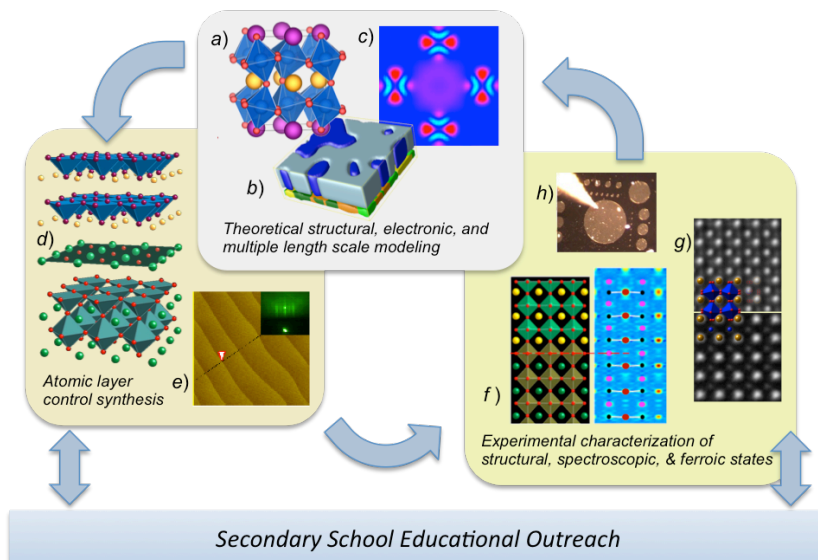 a)
c)
b)
Theoretical structural, electronic, and
multiple length scale modeling
d)
e)
Atomic layer
control synthesis
h)
g)
f)
Experimental characterization of
structural, spectroscopic, & ferroic states
Secondary School Educational Outreach